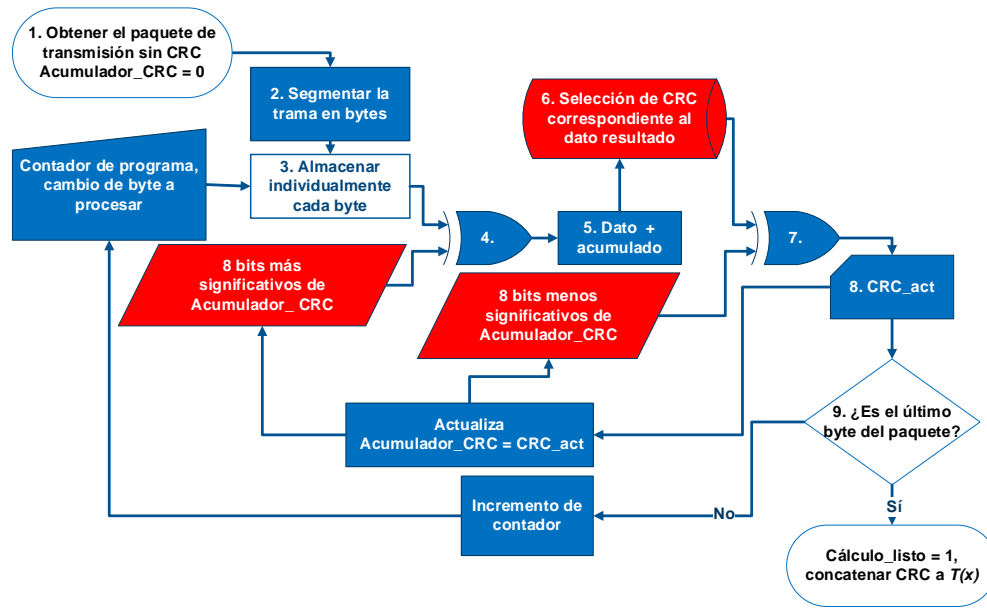 1. Obtener el paquete de
transmisión sin CRC
Acumulador_CRC = 0
2. Segmentar la
trama en bytes
Contador de programa,
cambio de byte a
procesar
3. Almacenar
individualmente
cada byte
4.
5. Dato +
acumulado
6. Selección de CRC
correspondiente al
dato resultado
7.
8 bits más
significativos de
Acumulador_ CRC
8 bits menos
significativos de
Acumulador_CRC
8. CRC_act
Actualiza
Acumulador_CRC = CRC_act
9. ¿Es el último
byte del paquete?
Incremento de
contador
No
Sí
Cálculo_listo = 1,
concatenar CRC a T(x)